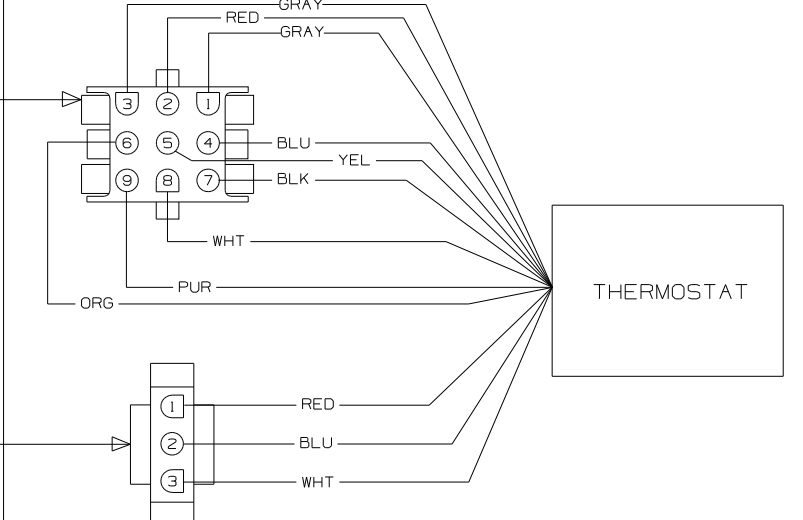 GRAY
RED
GRAY
3 2 1
6 5 4 BLU
YEL
9 8 7 BLK
WHT
PUR
THERMOSTAT
ORG
1 RED
2 BLU
3 WHT